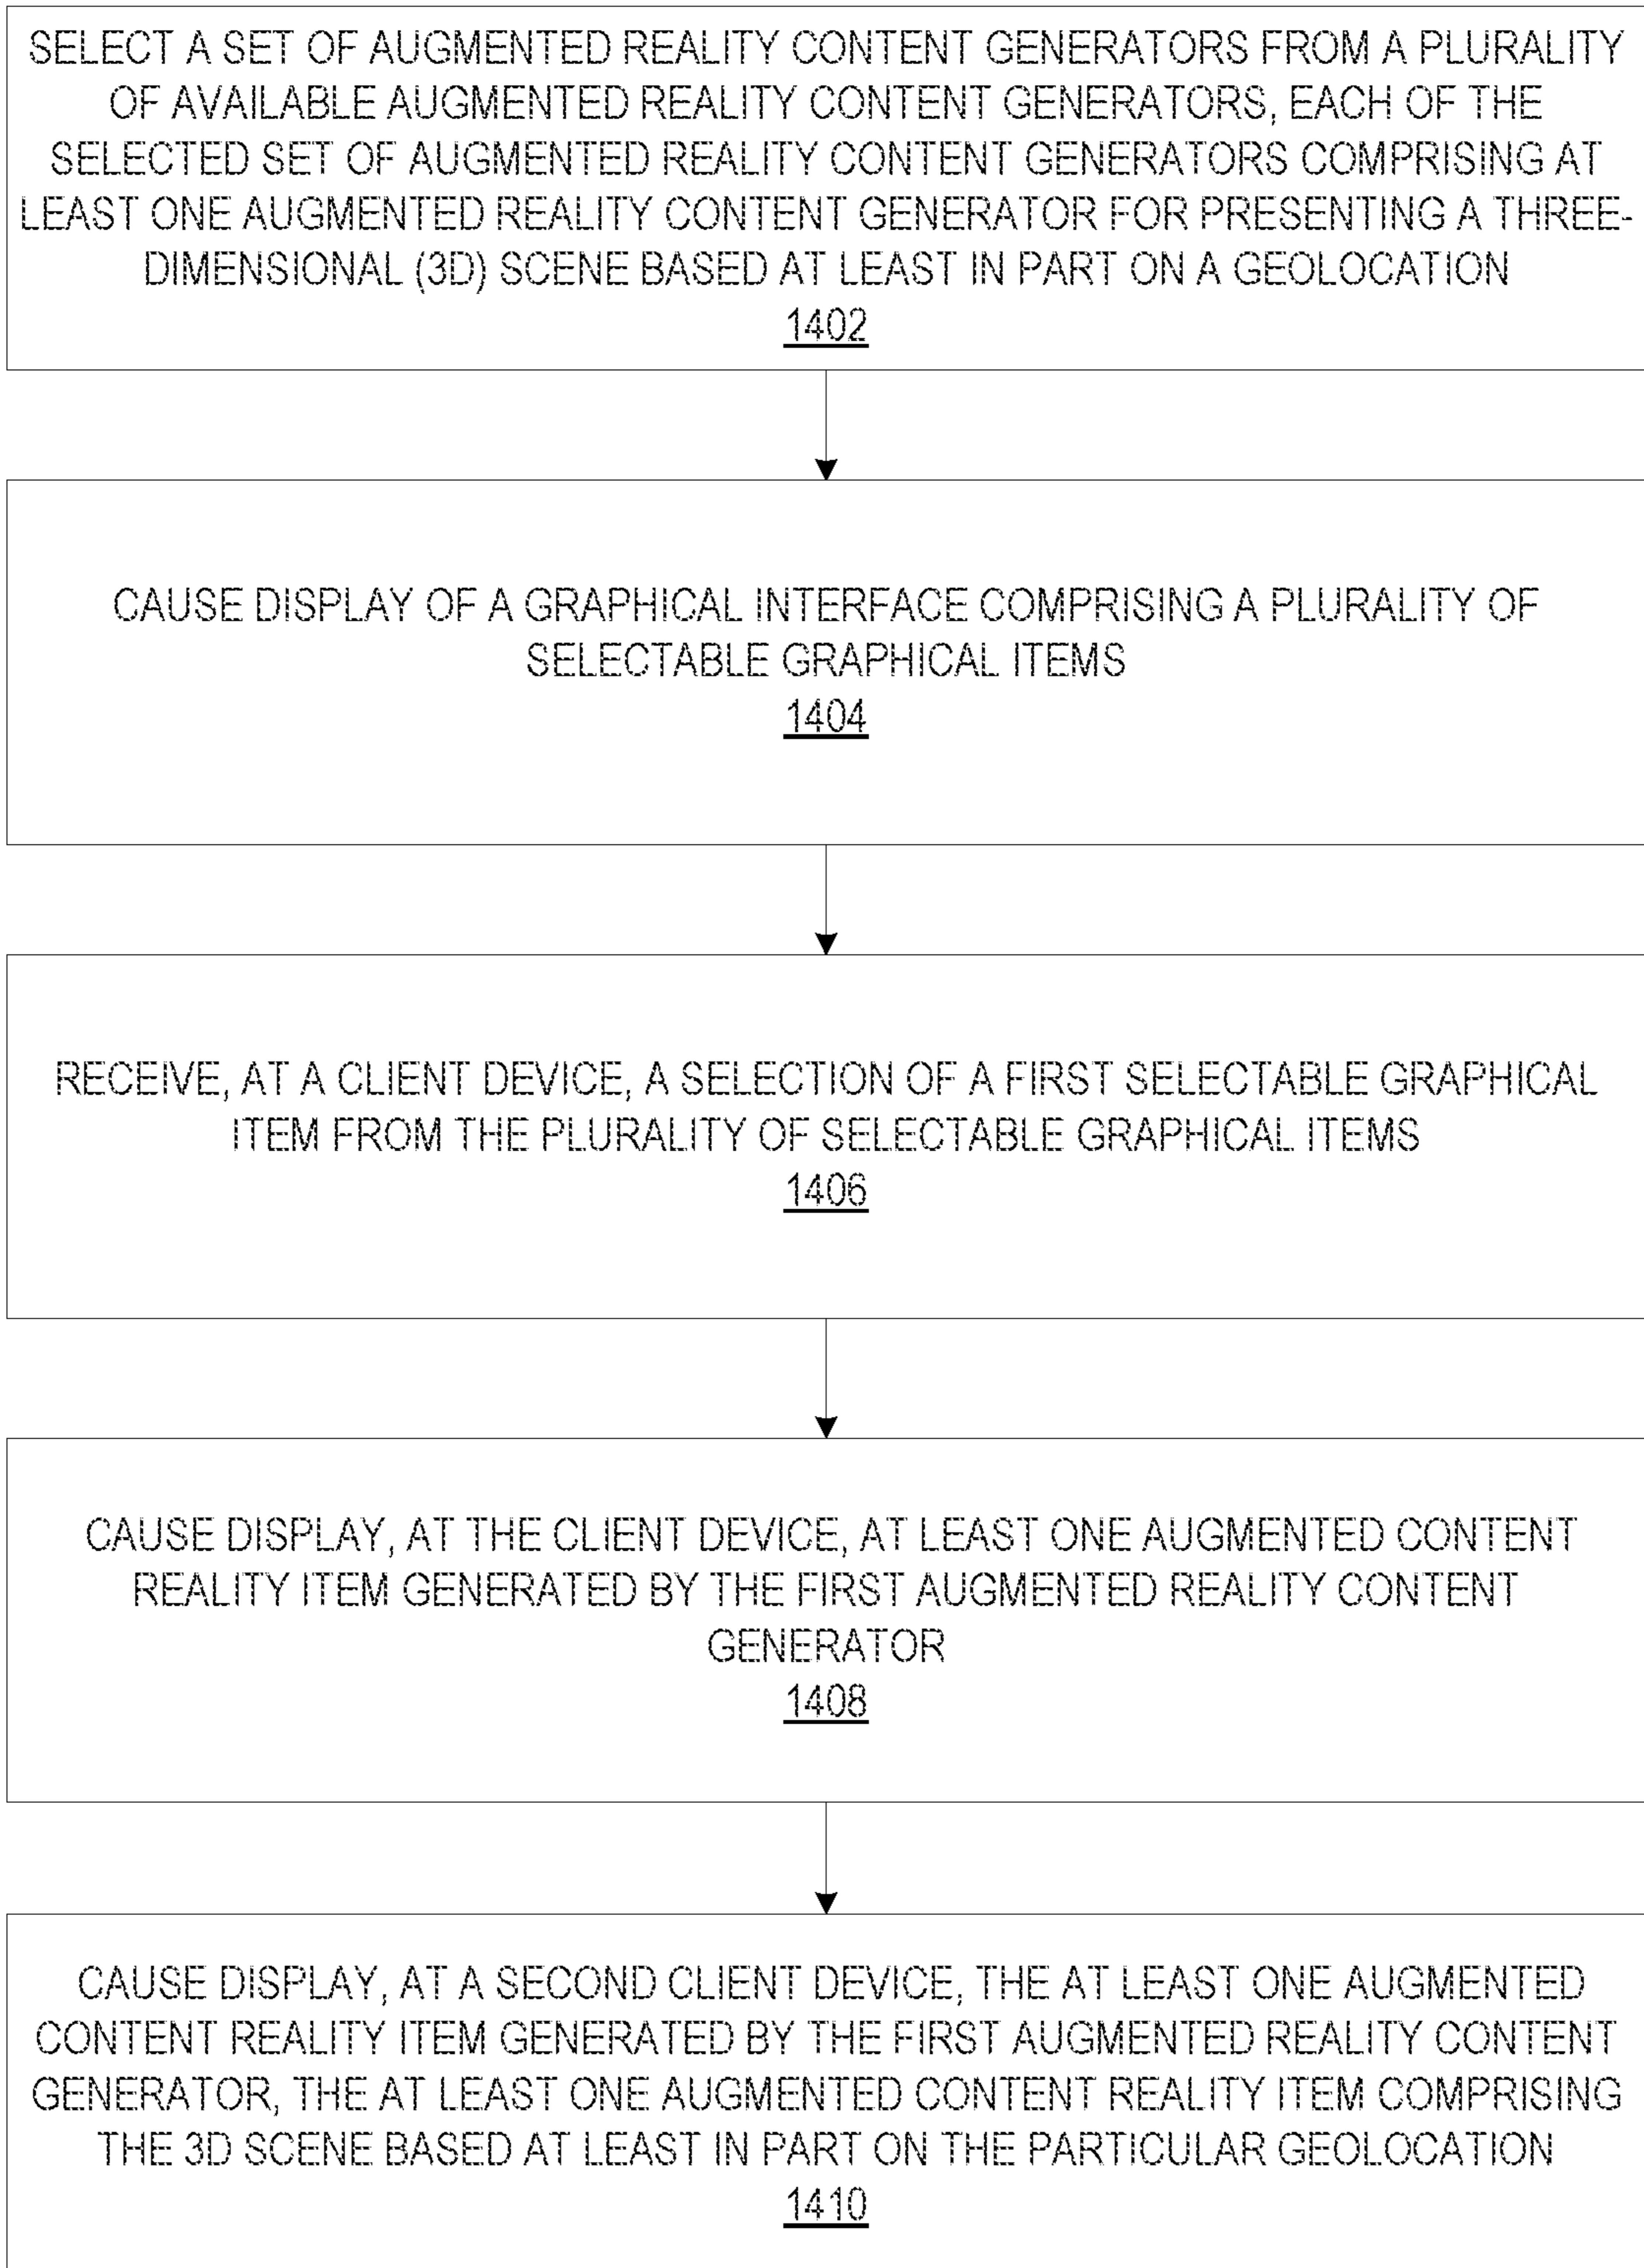 SELECT A SET OF AUGMENTED REALITY CONTENT GENERATORS FROM A PLURALITY
OF AVAILABLE AUGMENTED REALITY CONTENT GENERATORS, EACH OF THE
SELECTED SET OF AUGMENTED REALITY CONTENT GENERATORS COMPRISING AT
LEAST ONE AUGMENTED REALITY CONTENT GENERATOR FOR PRESENTING A THREE-
DIMENSIONAL (3D) SCENE BASED AT LEAST IN PART ON A GEOLOCATION
1402
CAUSE DISPLAY OF A GRAPHICAL INTERFACE COMPRISING A PLURALITY OF
SELECTABLE GRAPHICAL ITEMS
1404
RECEIVE, AT A CLIENT DEVICE, A SELECTION OF A FIRST SELECTABLE GRAPHICAL
ITEM FROM THE PLURALITY OF SELECTABLE GRAPHICAL ITEMS
1406
CAUSE DISPLAY, AT THE CLIENT DEVICE, AT LEAST ONE AUGMENTED CONTENT
REALITY ITEM GENERATED BY THE FIRST AUGMENTED REALITY CONTENT
GENERATOR
1408
CAUSE DISPLAY, AT A SECOND CLIENT DEVICE, THE AT LEAST ONE AUGMENTED
CONTENT REALITY ITEM GENERATED BY THE FIRST AUGMENTED REALITY CONTENT
GENERATOR, THE AT LEAST ONE AUGMENTED CONTENT REALITY ITEM COMPRISING
THE 3D SCENE BASED AT LEAST IN PART ON THE PARTICULAR GEOLOCATION
1410